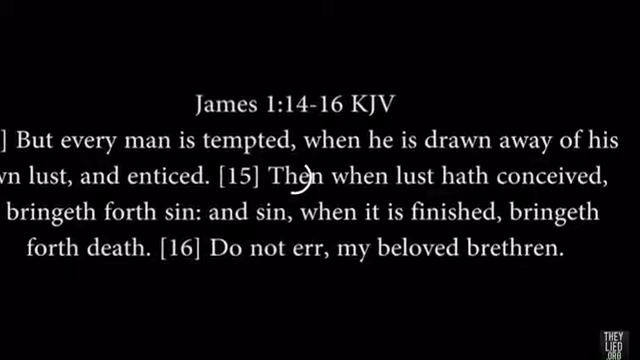 James 1:14-16 KJV
] But every man is tempted, when he is drawn away of his
wn lust, and enticed. [15] Then when lust hath conceived,
bringeth forth sin: and sin, when it is finished, bringeth
forth death. [16] Do not err, my beloved brethren.
THEY
LIED
.ORG